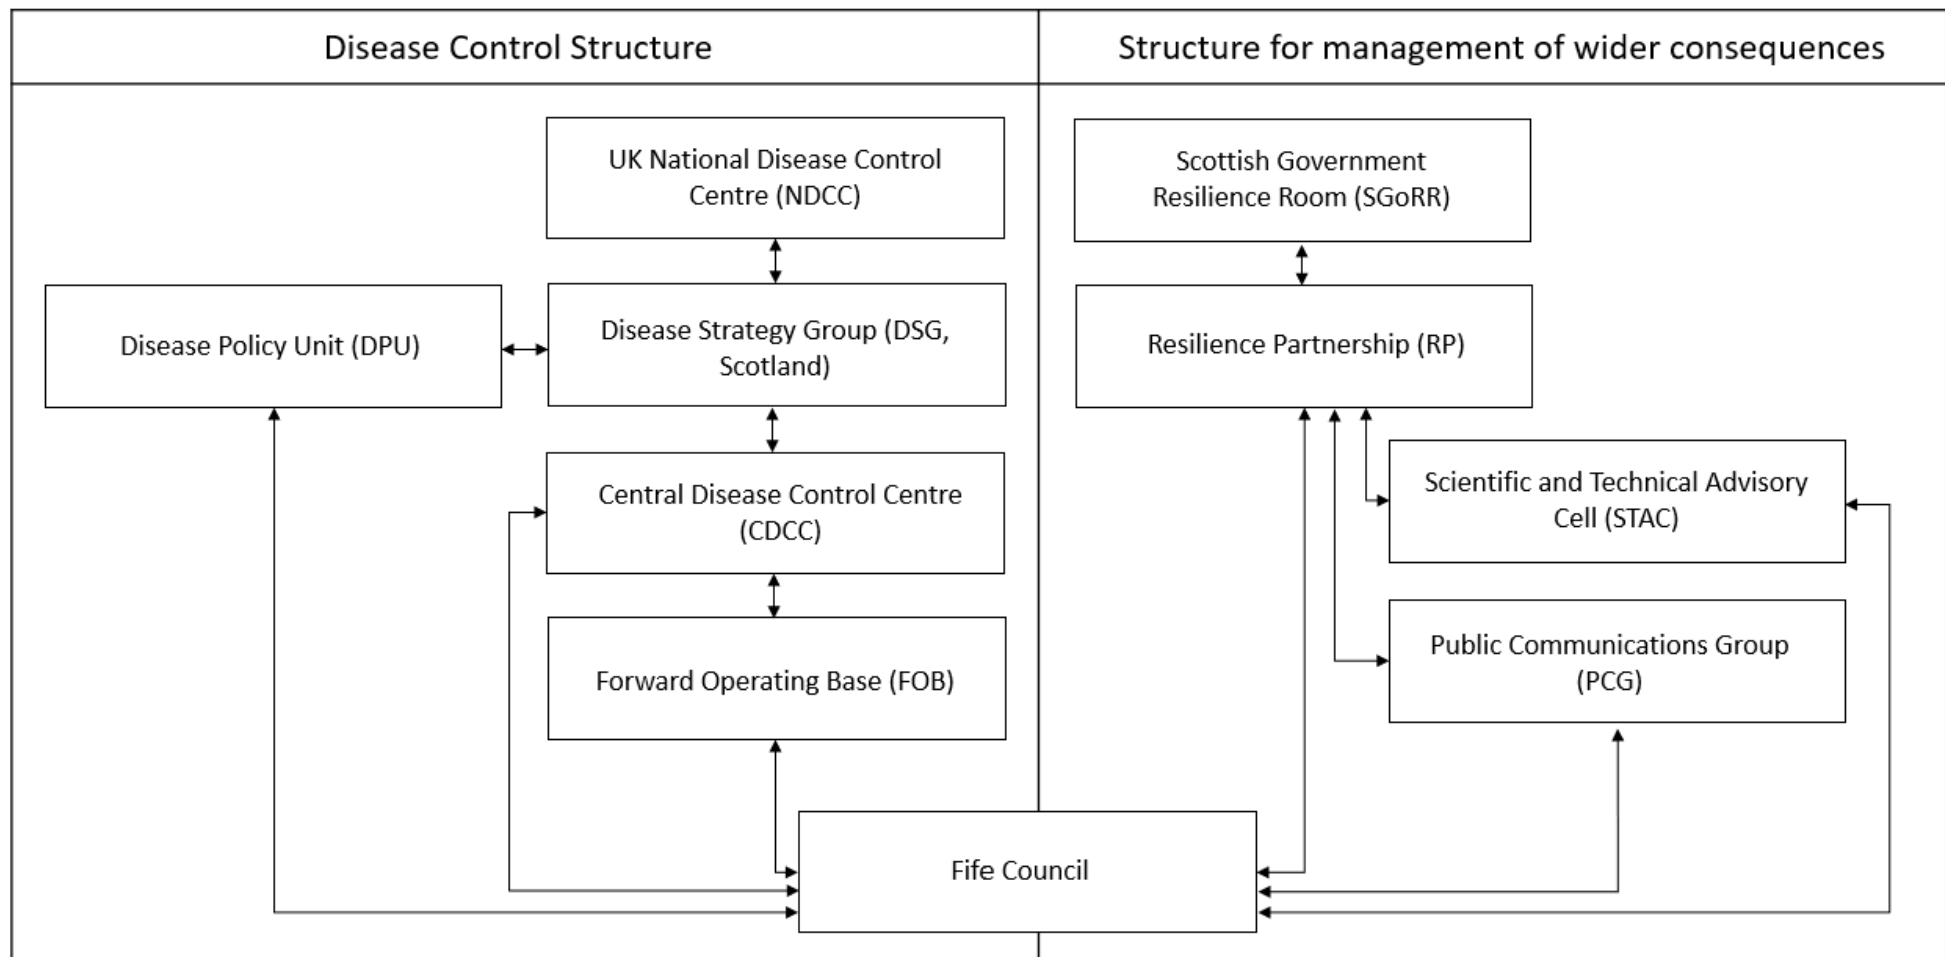 Disease Control Structure
Structure for management of wider consequences
UK National Disease Control
Centre (NDCC)
Scottish Government
Resilience Room (SGoRR)
Disease Policy Unit (DPU)
Disease Strategy Group (DSG,
Scotland)
Resilience Partnership (RP)
Central Disease Control Centre
(CDCC)
Scientific and Technical Advisory
Cell (STAC)
Forward Operating Base (FOB)
Public Communications Group
(PCG)
Fife Council